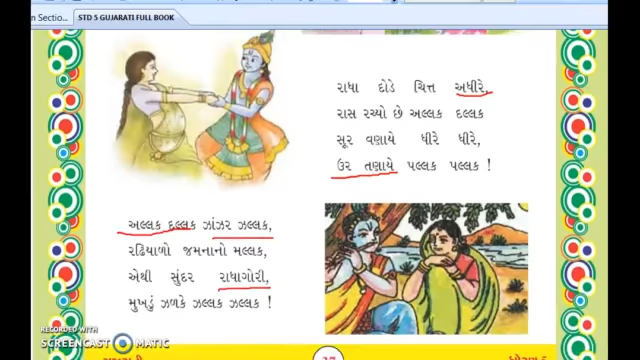 STD 5 GUJARATI FULL BOOK
અલ્લક દલ્લક ઝાંઝર ઝલ્લક,
રઢિયાળો જમનાનો મલ્લક,
એથી સુંદર રાધાગોરી,
મુખડું ઝળકે ઝલ્લક ઝલ્લક !
રાધા દોડે ચિત્ત અધીરે,
રાસ રચ્યો છે અલ્લક દલ્લક
સૂર વણાયે ધીરે ધીરે,
ઉર તણાયે પલ્લક પલ્લક !
RECORDED WITH
SCREENCAST MATIC